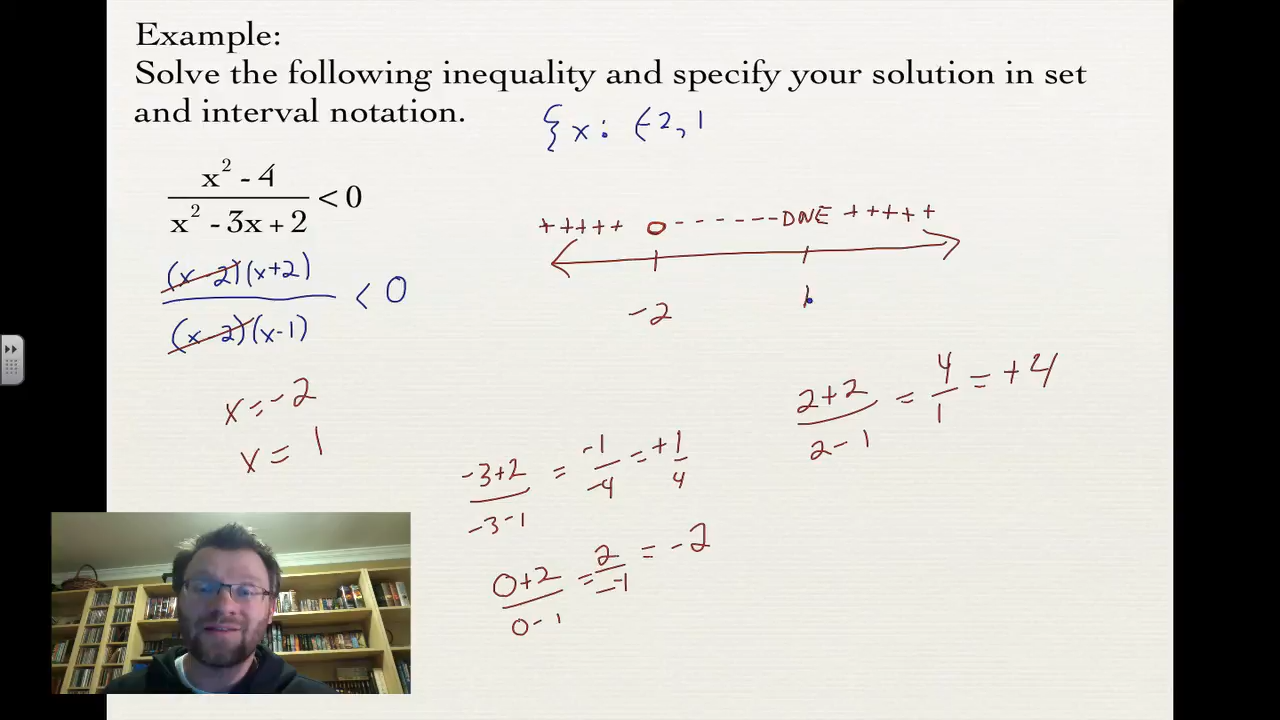 Example:
Solve the following inequality and specify your solution in set
and interval notation.
{ x : (-2, 1
x² - 4 / x² - 3x + 2 < 0
(x-2)(x+2) / (x-2)(x-1) < 0
+++++ 0 ------- DNE +++++
-2 1
x = -2
x = 1
2+2 / 2-1 = 4/1 = +4
-3+2 / -3-1 = -1/-4 = +1/4
0+2 / 0-1 = 2/-1 = -2